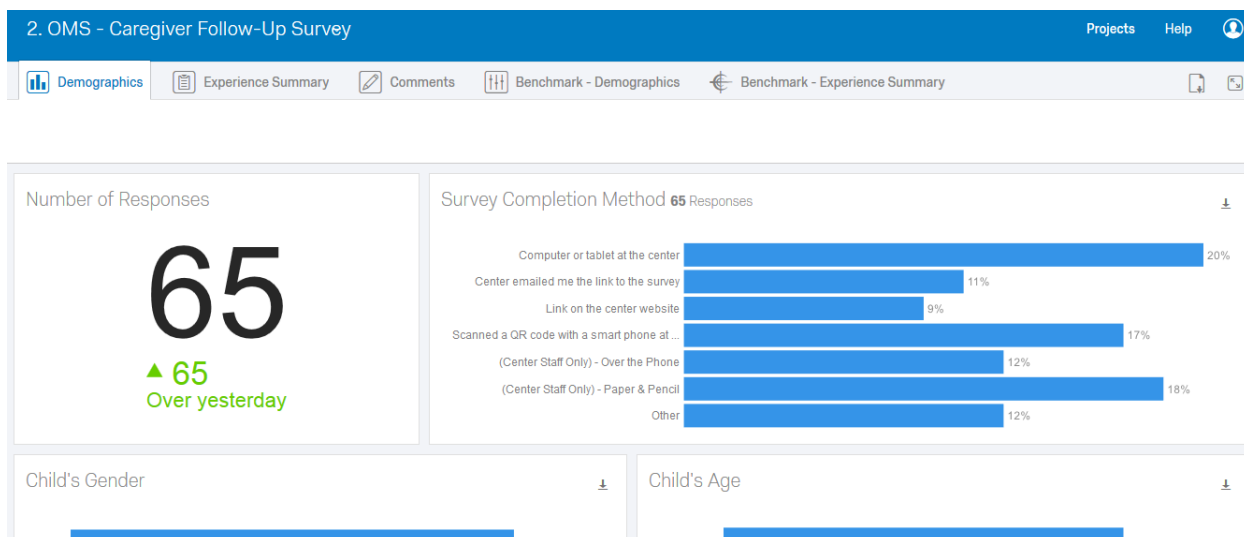 2. OMS - Caregiver Follow-Up Survey
Projects
Help
Demographics
Experience Summary
Comments
Benchmark - Demographics
Benchmark - Experience Summary
Number of Responses
65
65
Over yesterday
Survey Completion Method 65 Responses
Computer or tablet at the center 20%
Center emailed me the link to the survey 11%
Link on the center website 9%
Scanned a QR code with a smart phone at ... 17%
(Center Staff Only) - Over the Phone 12%
(Center Staff Only) - Paper & Pencil 18%
Other 12%
Child's Gender
Child's Age